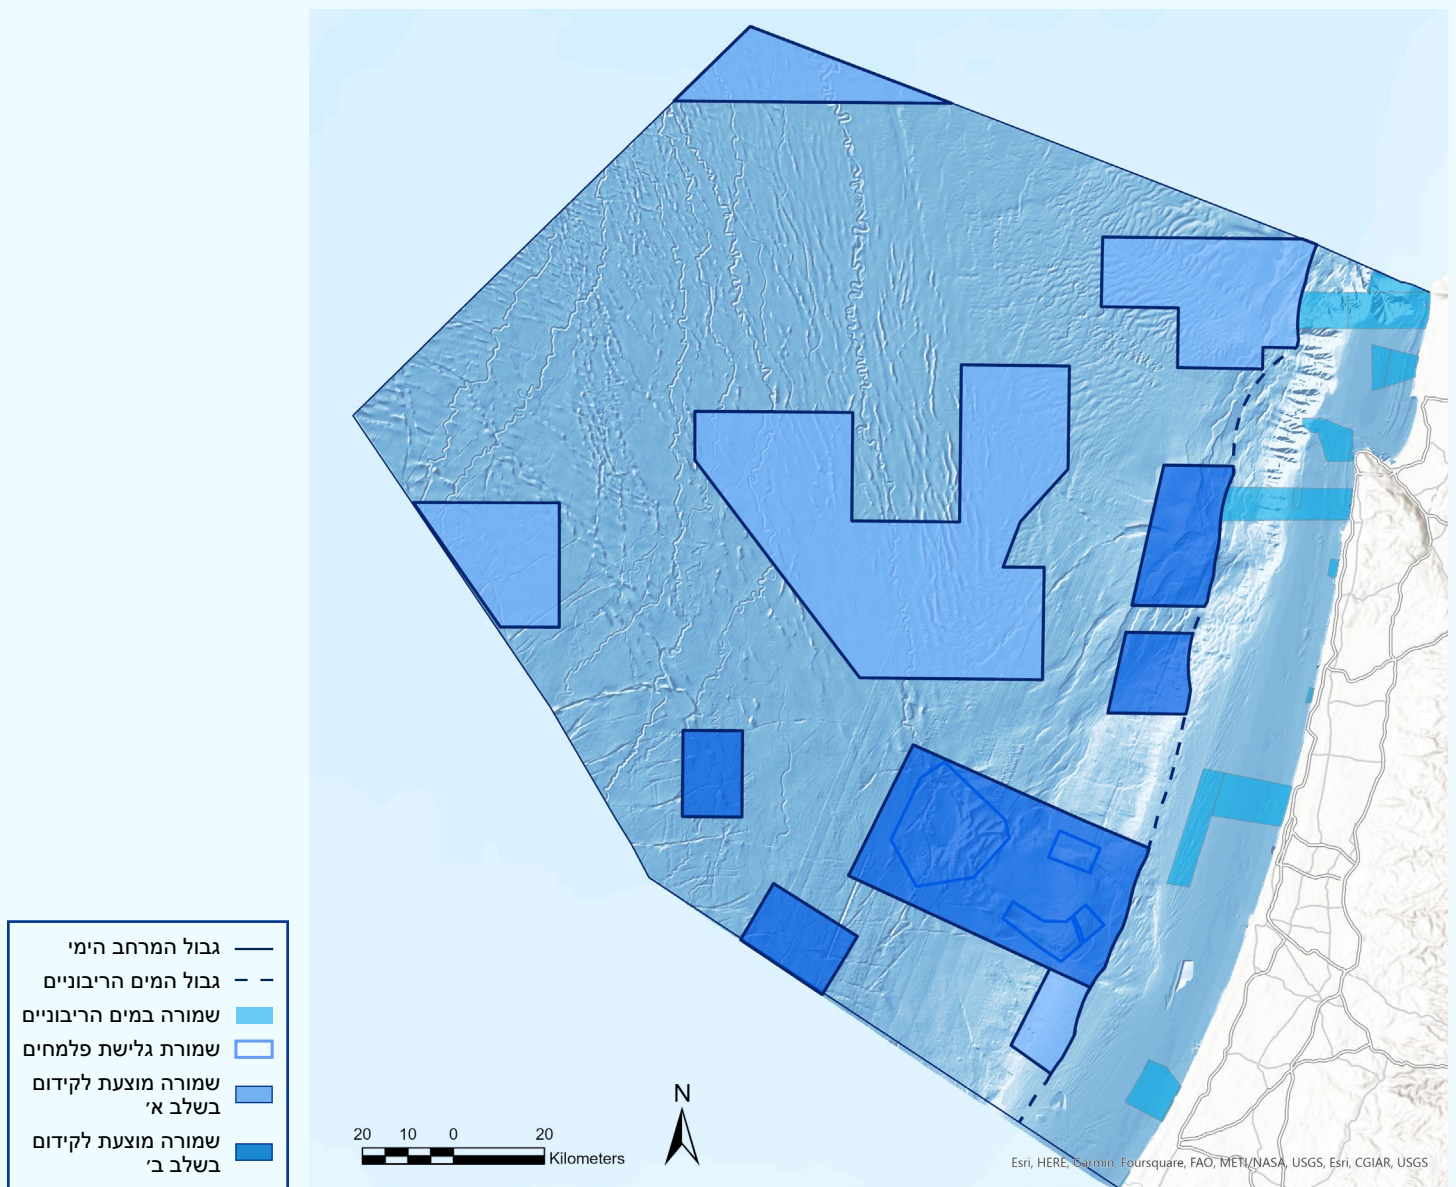 גבול המרחב הימי
גבול המים הריבוניים
שמורה במים הריבוניים
שמורת גלישת פלמחים
שמורה מוצעת לקידום
בשלב א׳
שמורה מוצעת לקידום
בשלב ב׳
20 10 0 20
Kilometers
N
Esri, HERE, Garmin, Foursquare, FAO, METI/NASA, USGS, Esri, CGIAR, USGS